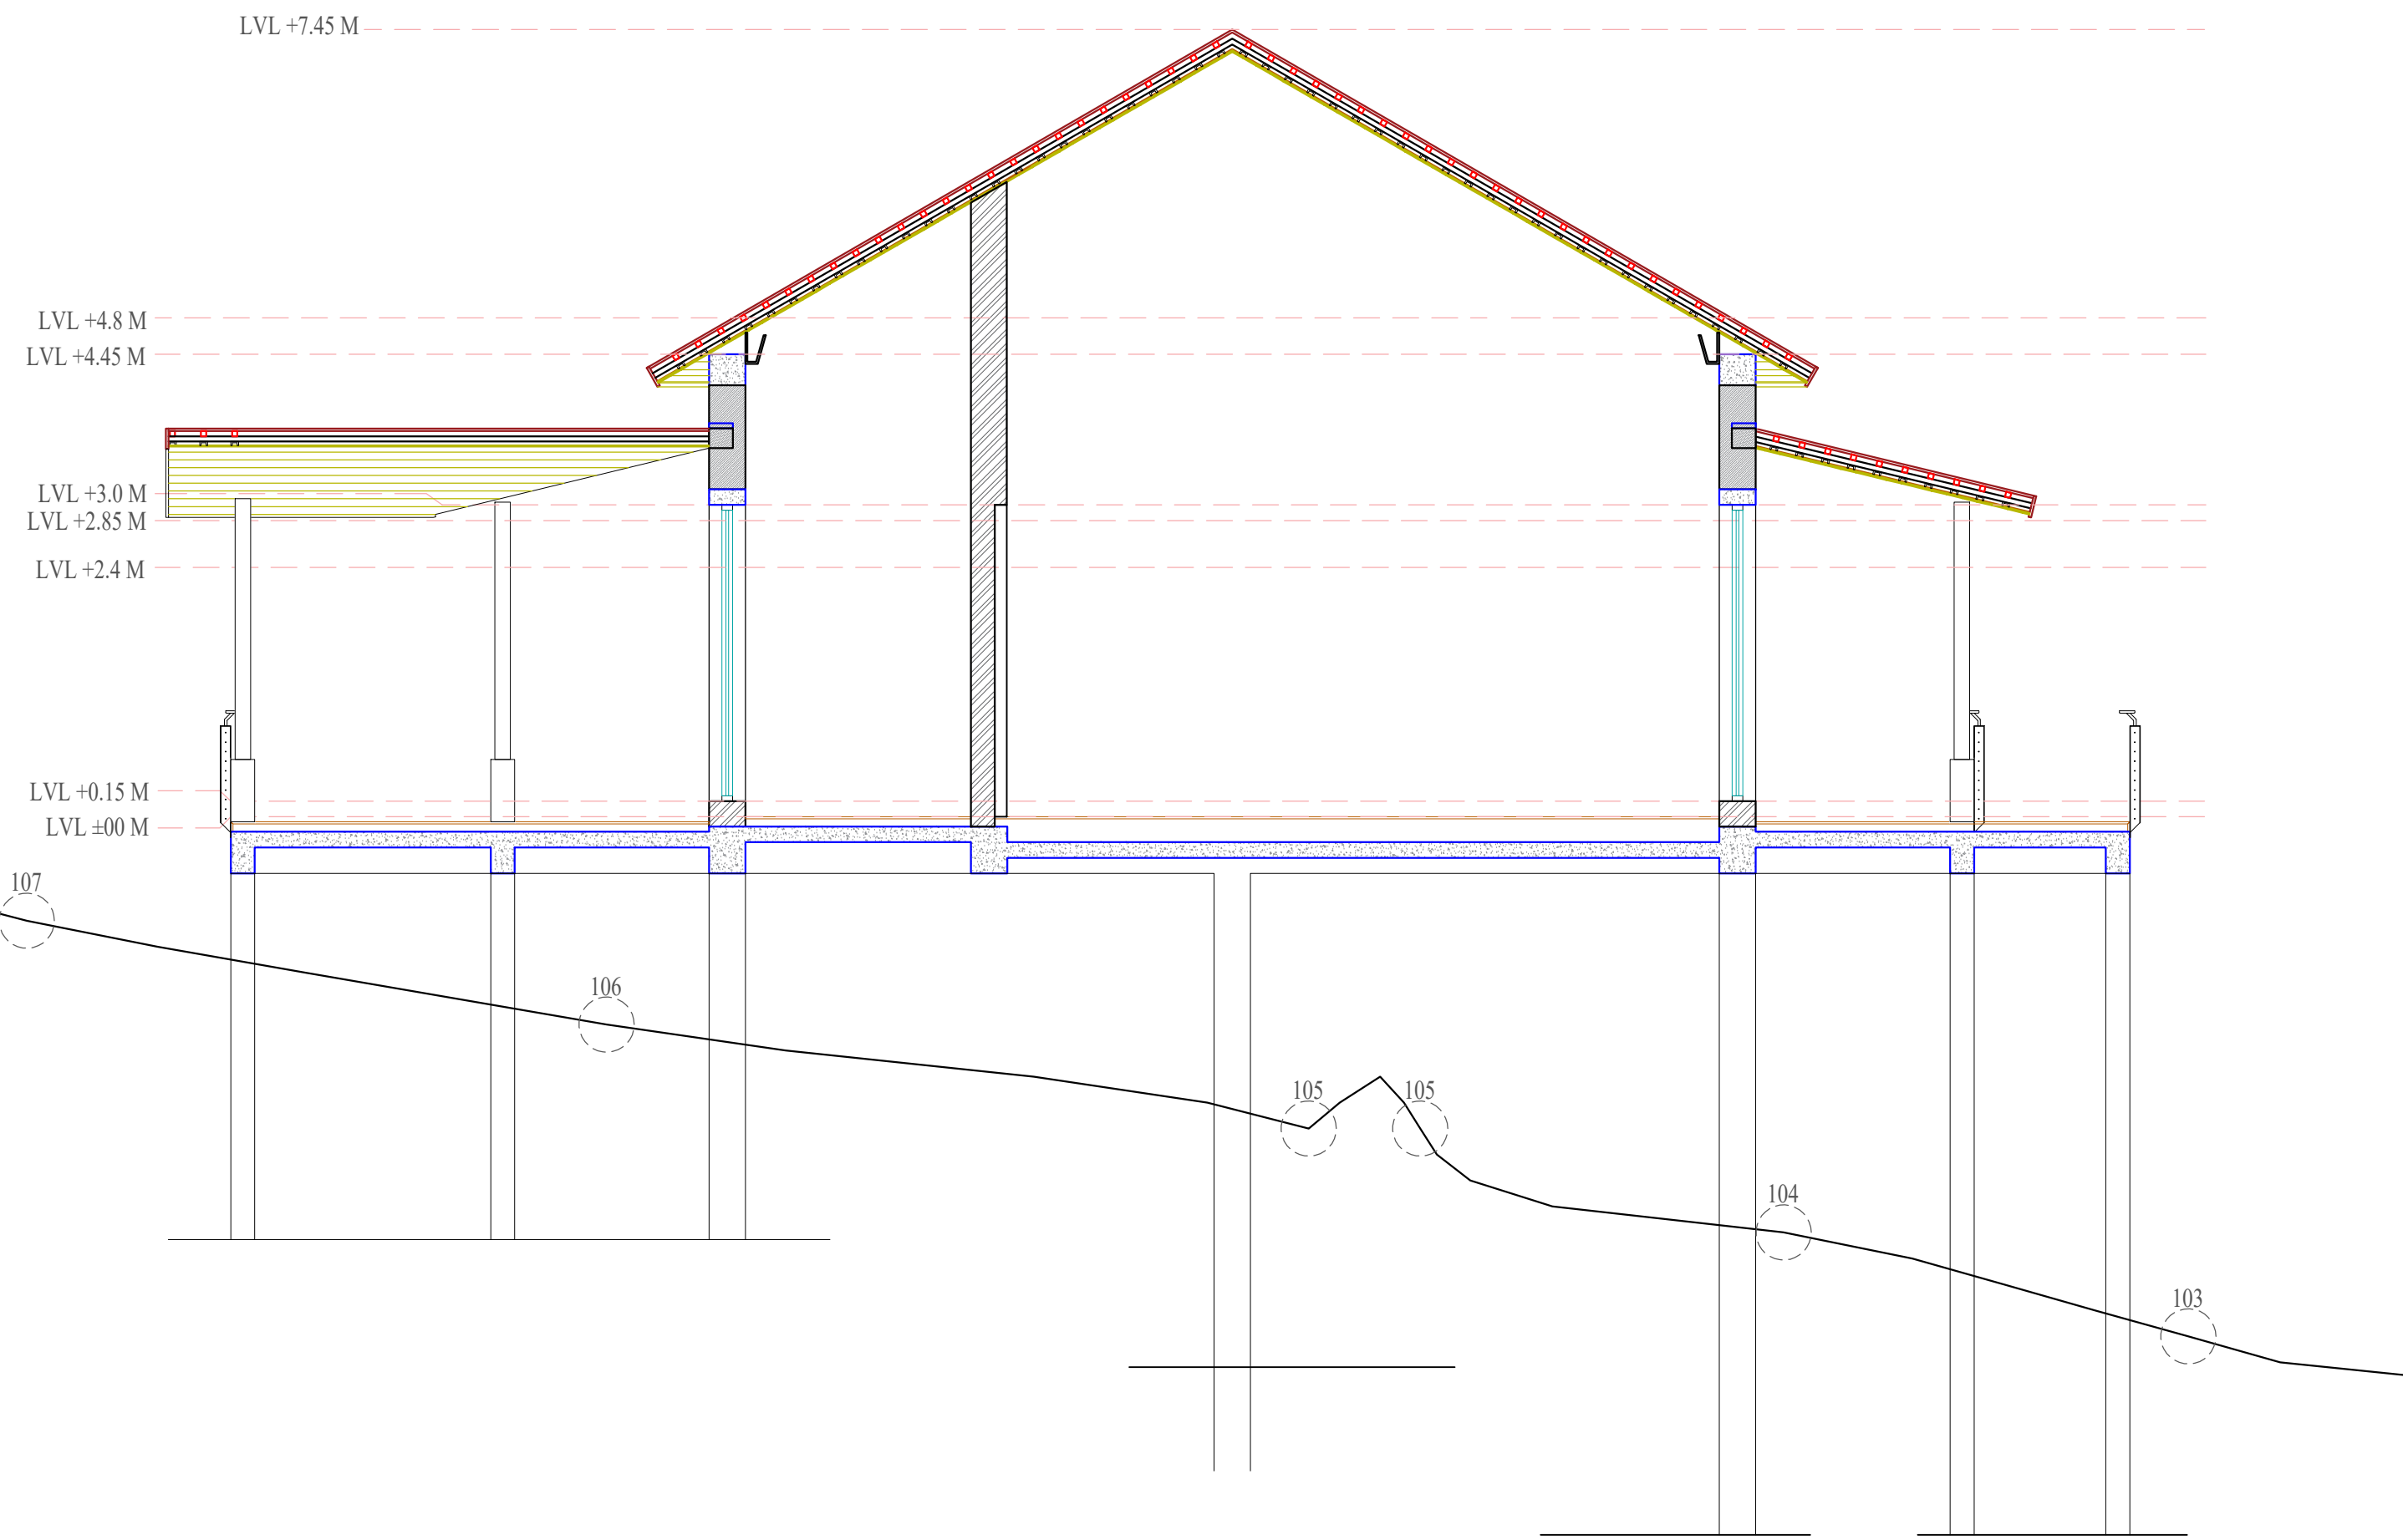 LVL +7.45 M
LVL +4.8 M
LVL +4.45 M
LVL +3.0 M
LVL +2.85 M
LVL +2.4 M
LVL +0.15 M
LVL ±00 M
107
106
105
105
104
103